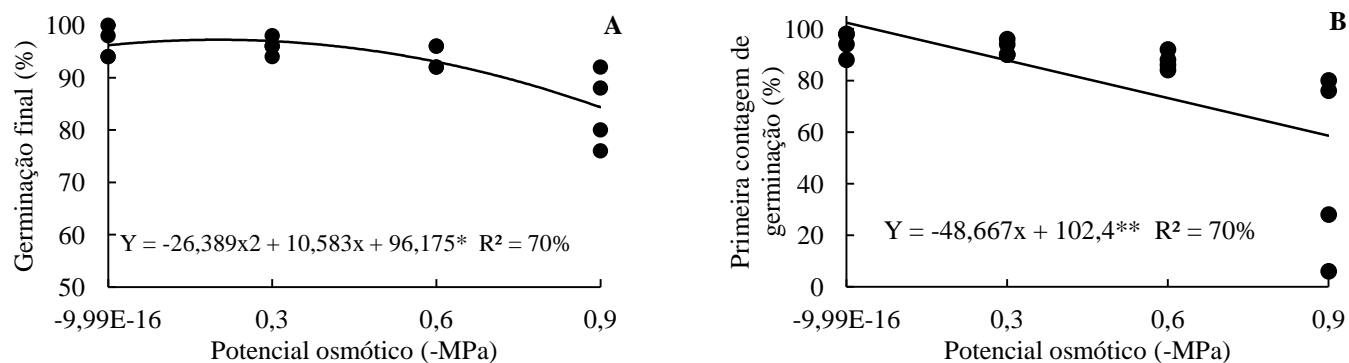 A
Germinação final (%)
100
90
80
70
60
50
Y = -26,389x2 + 10,583x + 96,175* R² = 70%
-9,99E-16 0,3 0,6 0,9
Potencial osmótico (-MPa)
B
Primeira contagem de
germinação (%)
100
80
60
40
20
0
Y = -48,667x + 102,4** R² = 70%
-9,99E-16 0,3 0,6 0,9
Potencial osmótico (-MPa)